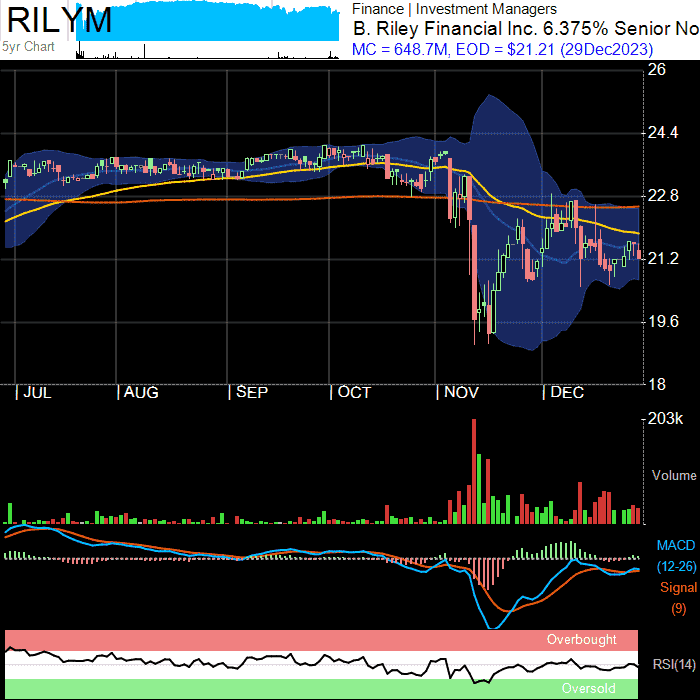 RILYM
5yr Chart
Finance | Investment Managers
B. Riley Financial Inc. 6.375% Senior No
MC = 648.7M, EOD = $21.21 (29Dec2023)
26
24.4
22.8
21.2
19.6
18
JUL AUG SEP OCT NOV DEC
203k
Volume
MACD
(12-26)
Signal
(9)
Overbought
RSI(14)
Oversold